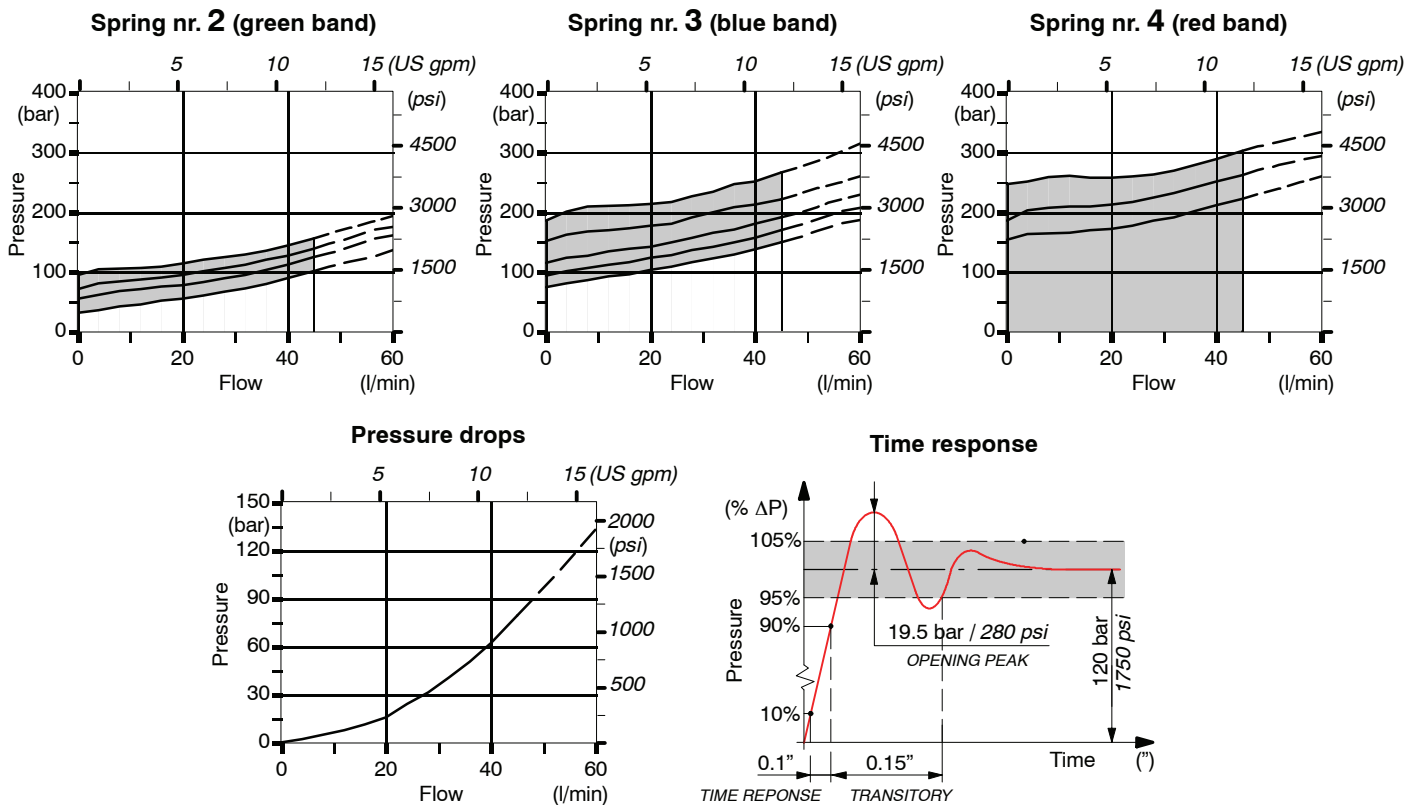 Spring nr. 2 (green band)
5 10 15 (US gpm)
400
(bar)
300
200
100
0
Pressure
(psi)
4500
3000
1500
0 20 40 60
Flow (l/min)
Spring nr. 3 (blue band)
5 10 15 (US gpm)
400
(bar)
300
200
100
0
Pressure
(psi)
4500
3000
1500
0 20 40 60
Flow (l/min)
Spring nr. 4 (red band)
5 10 15 (US gpm)
400
(bar)
300
200
100
0
Pressure
(psi)
4500
3000
1500
0 20 40 60
Flow (l/min)
Pressure drops
5 10 15 (US gpm)
150
(bar)
120
90
60
30
0
Pressure
2000
(psi)
1500
1000
500
0 20 40 60
Flow (l/min)
Time response
(% ΔP)
105%
95%
90%
10%
Pressure
19.5 bar / 280 psi
OPENING PEAK
120 bar
1750 psi
Time (”)
0.1” 0.15”
TIME REPONSE TRANSITORY